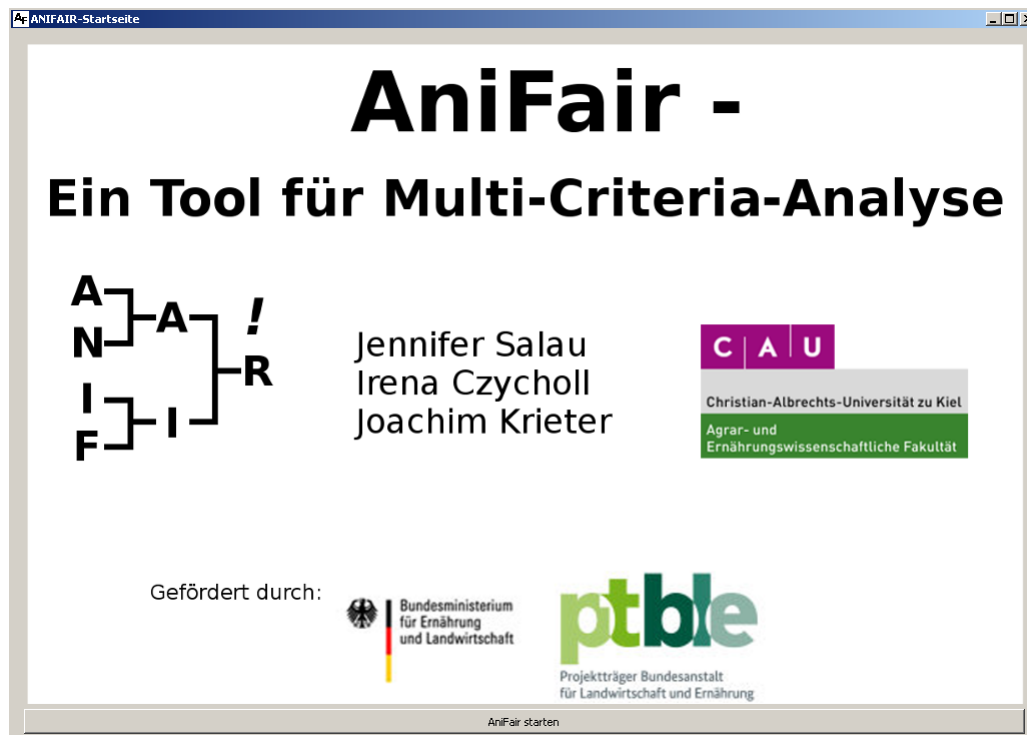 AF ANIFAIR-Startseite
AniFair -
Ein Tool für Multi-Criteria-Analyse
A
N
I
F
A
I
!
R
Jennifer Salau
Irena Czycholl
Joachim Krieter
C A U
Christian-Albrechts-Universität zu Kiel
Agrar- und
Ernährungswissenschaftliche Fakultät
Gefördert durch:
Bundesministerium
für Ernährung
und Landwirtschaft
ptble
Projektträger Bundesanstalt
für Landwirtschaft und Ernährung
AniFair starten